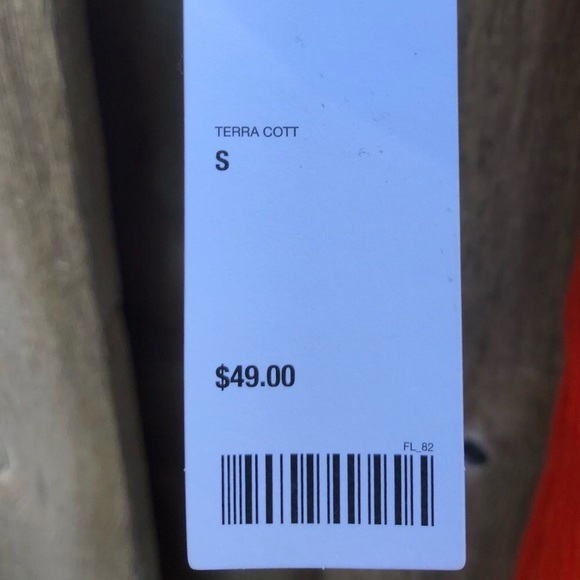 TERRA COTT
S
$49.00
FL_82